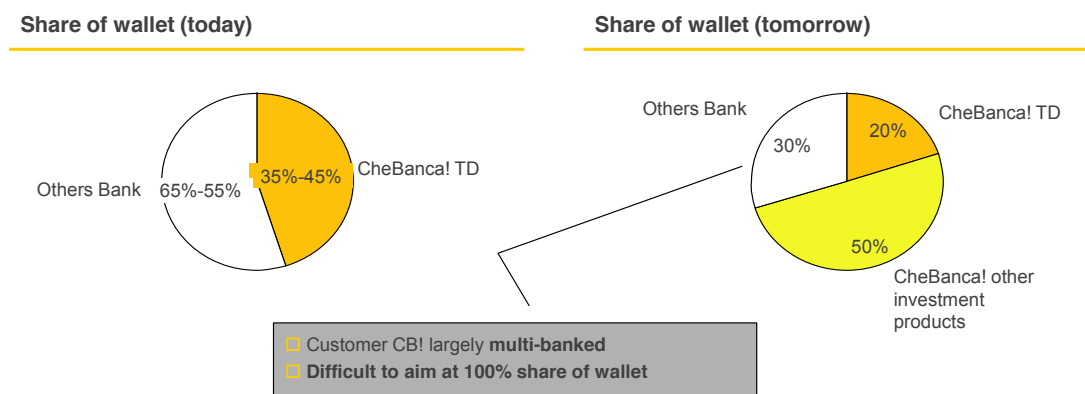 Share of wallet (today)
Share of wallet (tomorrow)
Others Bank
65%-55%
35%-45%
CheBanca! TD
Others Bank
30%
20%
CheBanca! TD
50%
CheBanca! other
investment
products
Customer CB! largely multi-banked
Difficult to aim at 100% share of wallet